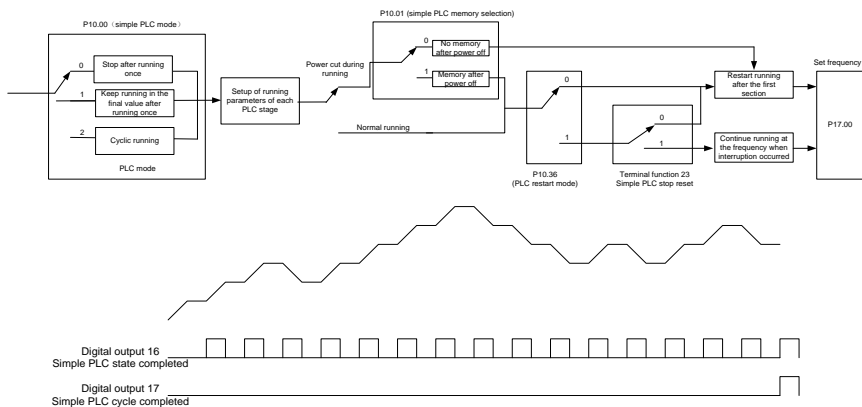 P10.00（simple PLC mode)
0
Stop after running
once
1
Keep running in the
final value after
running once
2
Cyclic running
PLC mode
Setup of running
parameters of each
PLC stage
Power cut during
running
Normal running
P10.01 (simple PLC memory selection)
0
No memory
after power off
1
Memory after
power off
0
1
P10.36
(PLC restart mode)
0
1
Terminal function 23
Simple PLC stop reset
Restart running
after the first
section
Continue running at
the frequency when
interruption occurred
Set frequency
P17.00
Digital output 16
Simple PLC state completed
Digital output 17
Simple PLC cycle completed